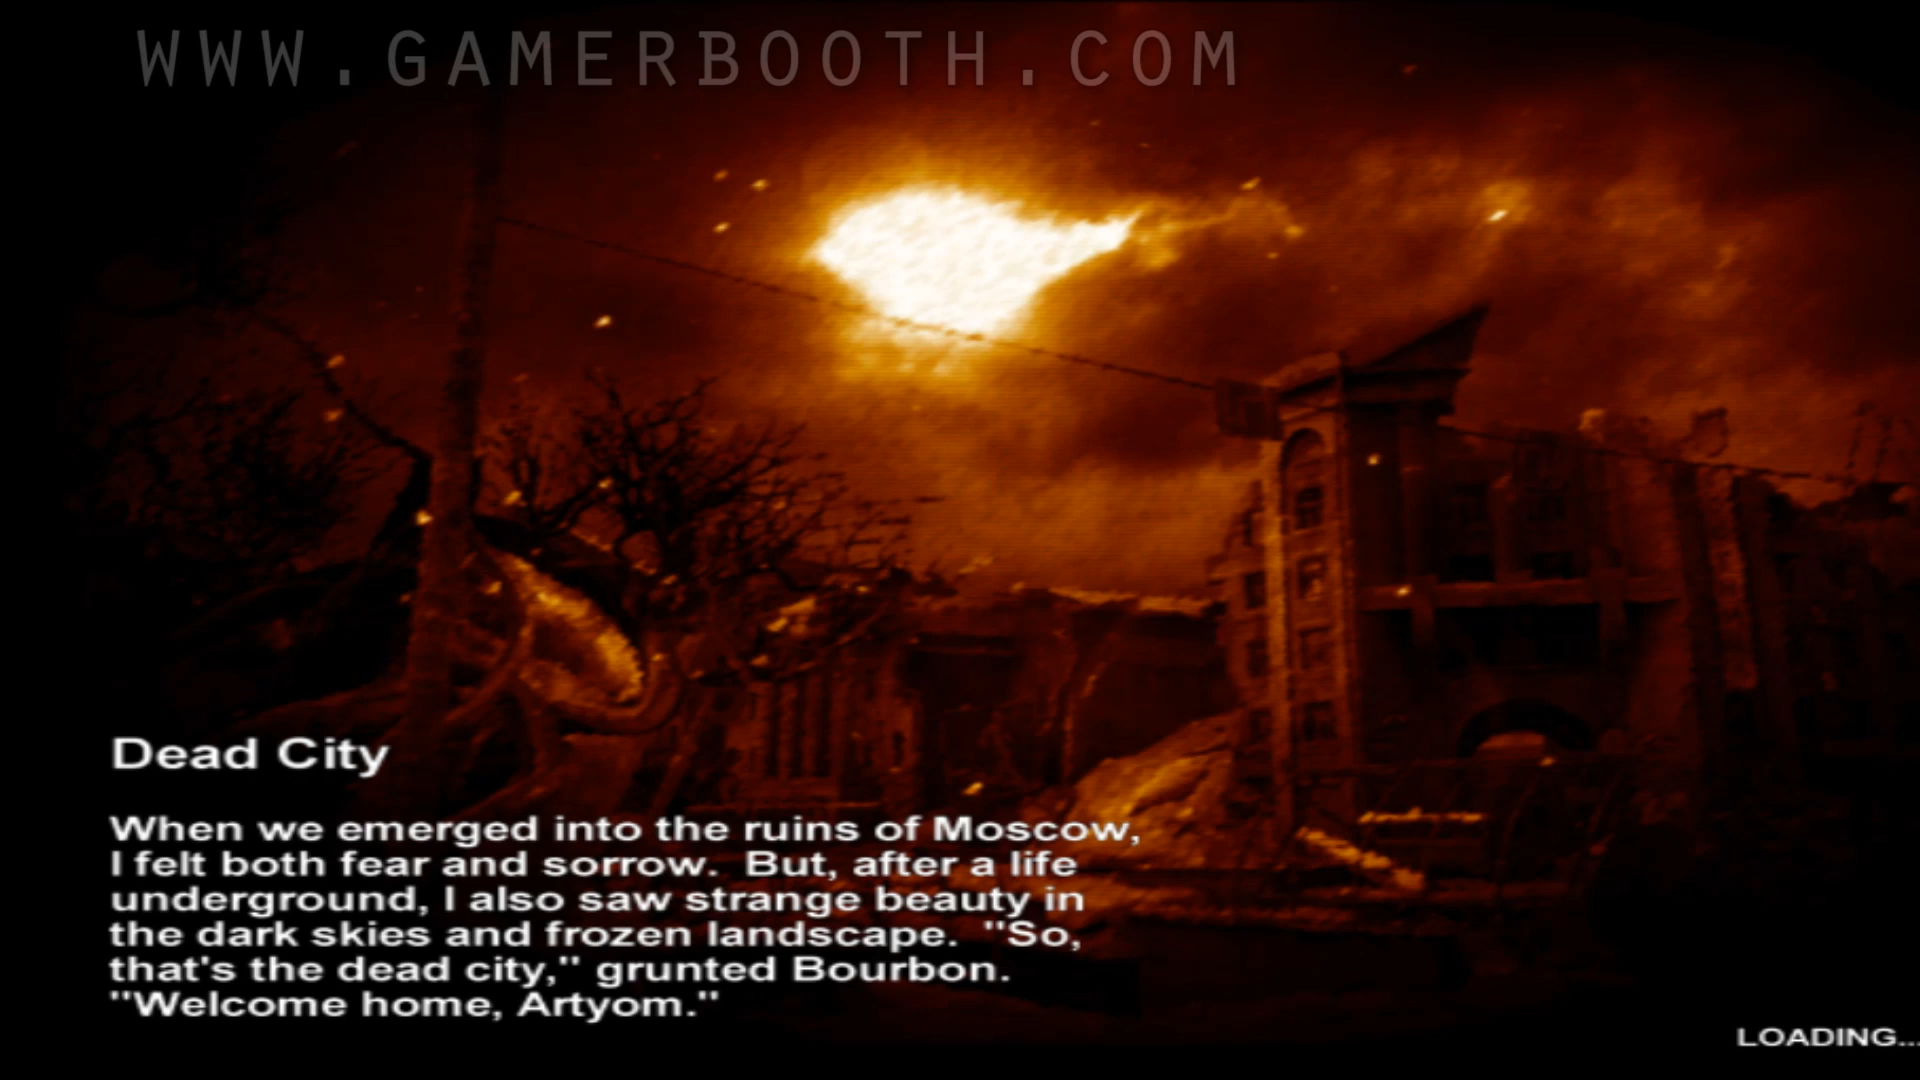 WWW.GAMERBOOTH.COM
Dead City
When we emerged into the ruins of Moscow,
I felt both fear and sorrow.  But, after a life
underground, I also saw strange beauty in
the dark skies and frozen landscape.  "So,
that's the dead city," grunted Bourbon.
"Welcome home, Artyom."
LOADING...